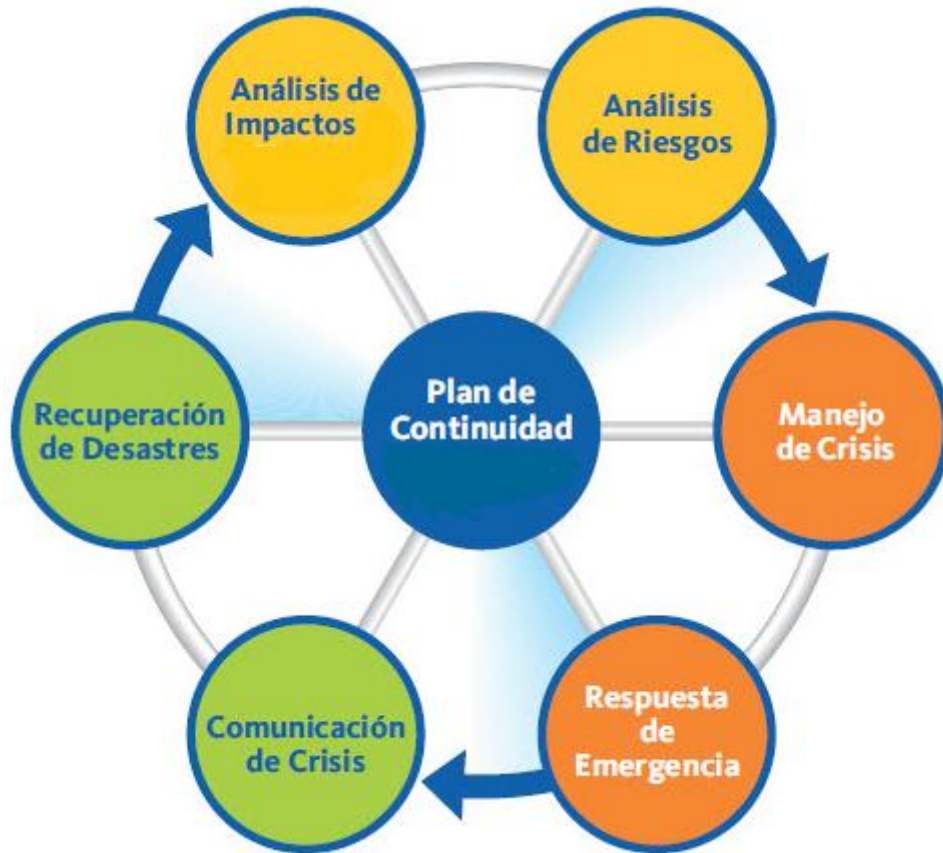 Análisis de
Impactos
Análisis
de Riesgos
Recuperación
de Desastres
Plan de
Continuidad
Manejo
de Crisis
Comunicación
de Crisis
Respuesta
de
Emergencia